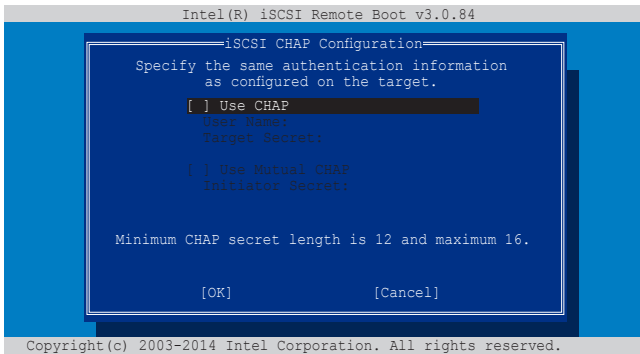 Intel(R) iSCSI Remote Boot v3.0.84
iSCSI CHAP Configuration
Specify the same authentication information
as configured on the target.
[ ] Use CHAP
User Name:
Target Secret:
[ ] Use Mutual CHAP
Initiator Secret:
Minimum CHAP secret length is 12 and maximum 16.
[OK] [Cancel]
Copyright(c) 2003-2014 Intel Corporation. All rights reserved.